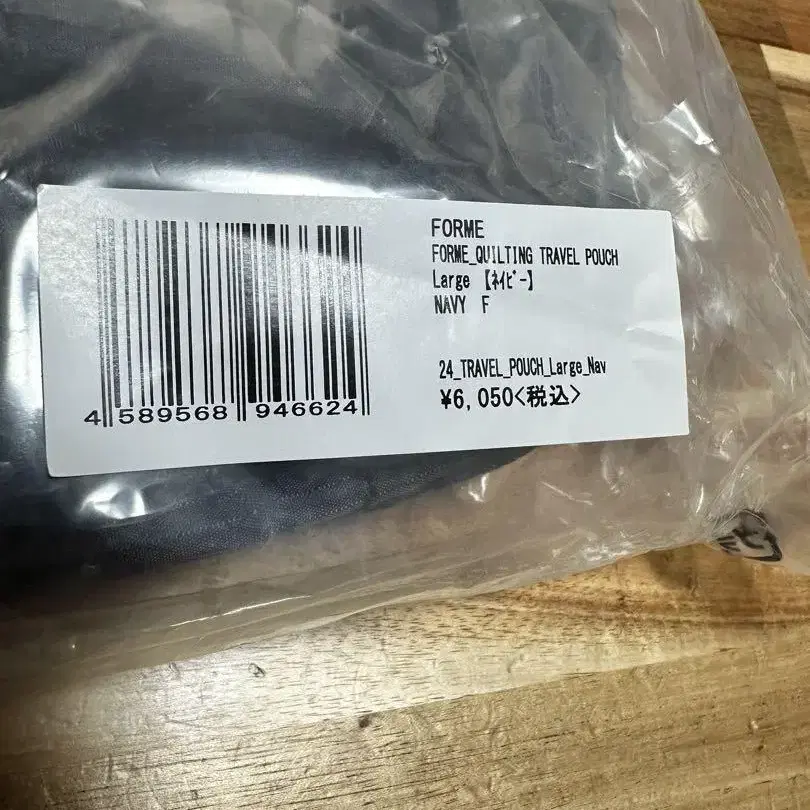 FORME
FORME_QUILTING TRAVEL POUCH
Large 【ﾈｲﾋﾞｰ】
NAVY F
24_TRAVEL_POUCH_Large_Nav
¥6,050<税込>
4 589568 946624